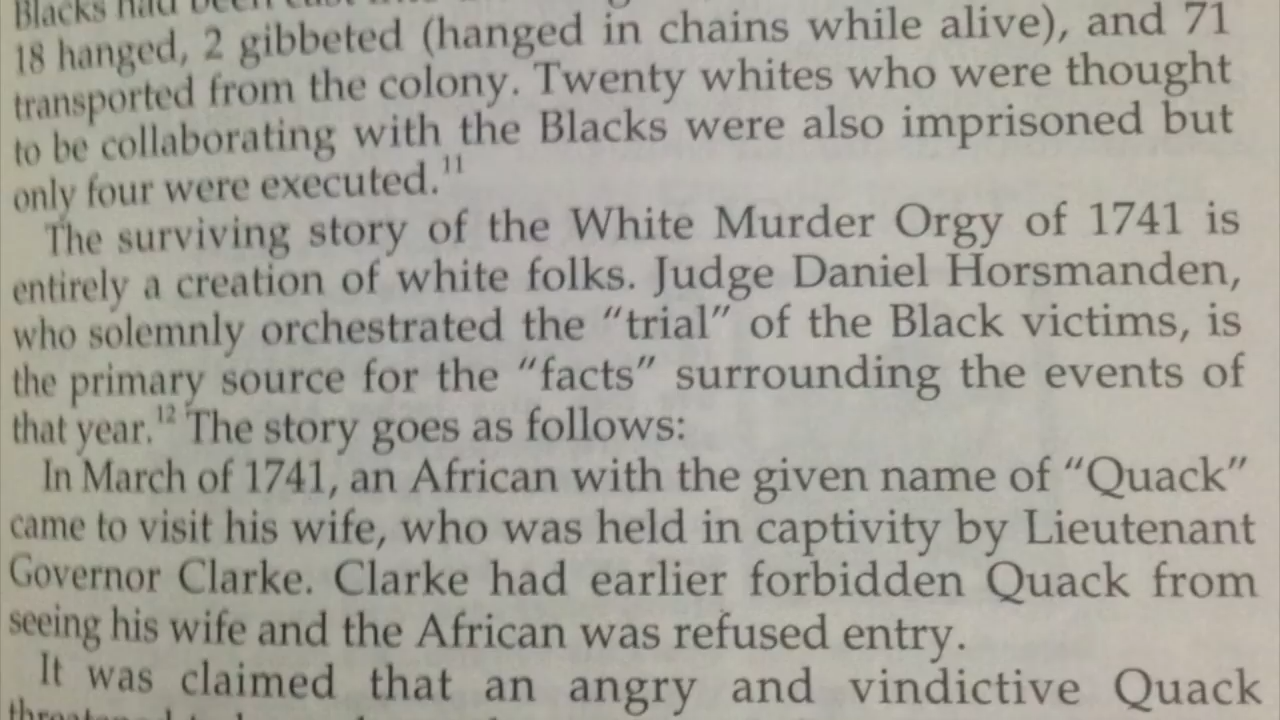 Blacks had been
18 hanged, 2 gibbeted (hanged in chains while alive), and 71
transported from the colony. Twenty whites who were thought
to be collaborating with the Blacks were also imprisoned but
only four were executed.11
The surviving story of the White Murder Orgy of 1741 is
entirely a creation of white folks. Judge Daniel Horsmanden,
who solemnly orchestrated the “trial” of the Black victims, is
the primary source for the “facts” surrounding the events of
that year.12 The story goes as follows:
In March of 1741, an African with the given name of “Quack”
came to visit his wife, who was held in captivity by Lieutenant
Governor Clarke. Clarke had earlier forbidden Quack from
seeing his wife and the African was refused entry.
It was claimed that an angry and vindictive Quack